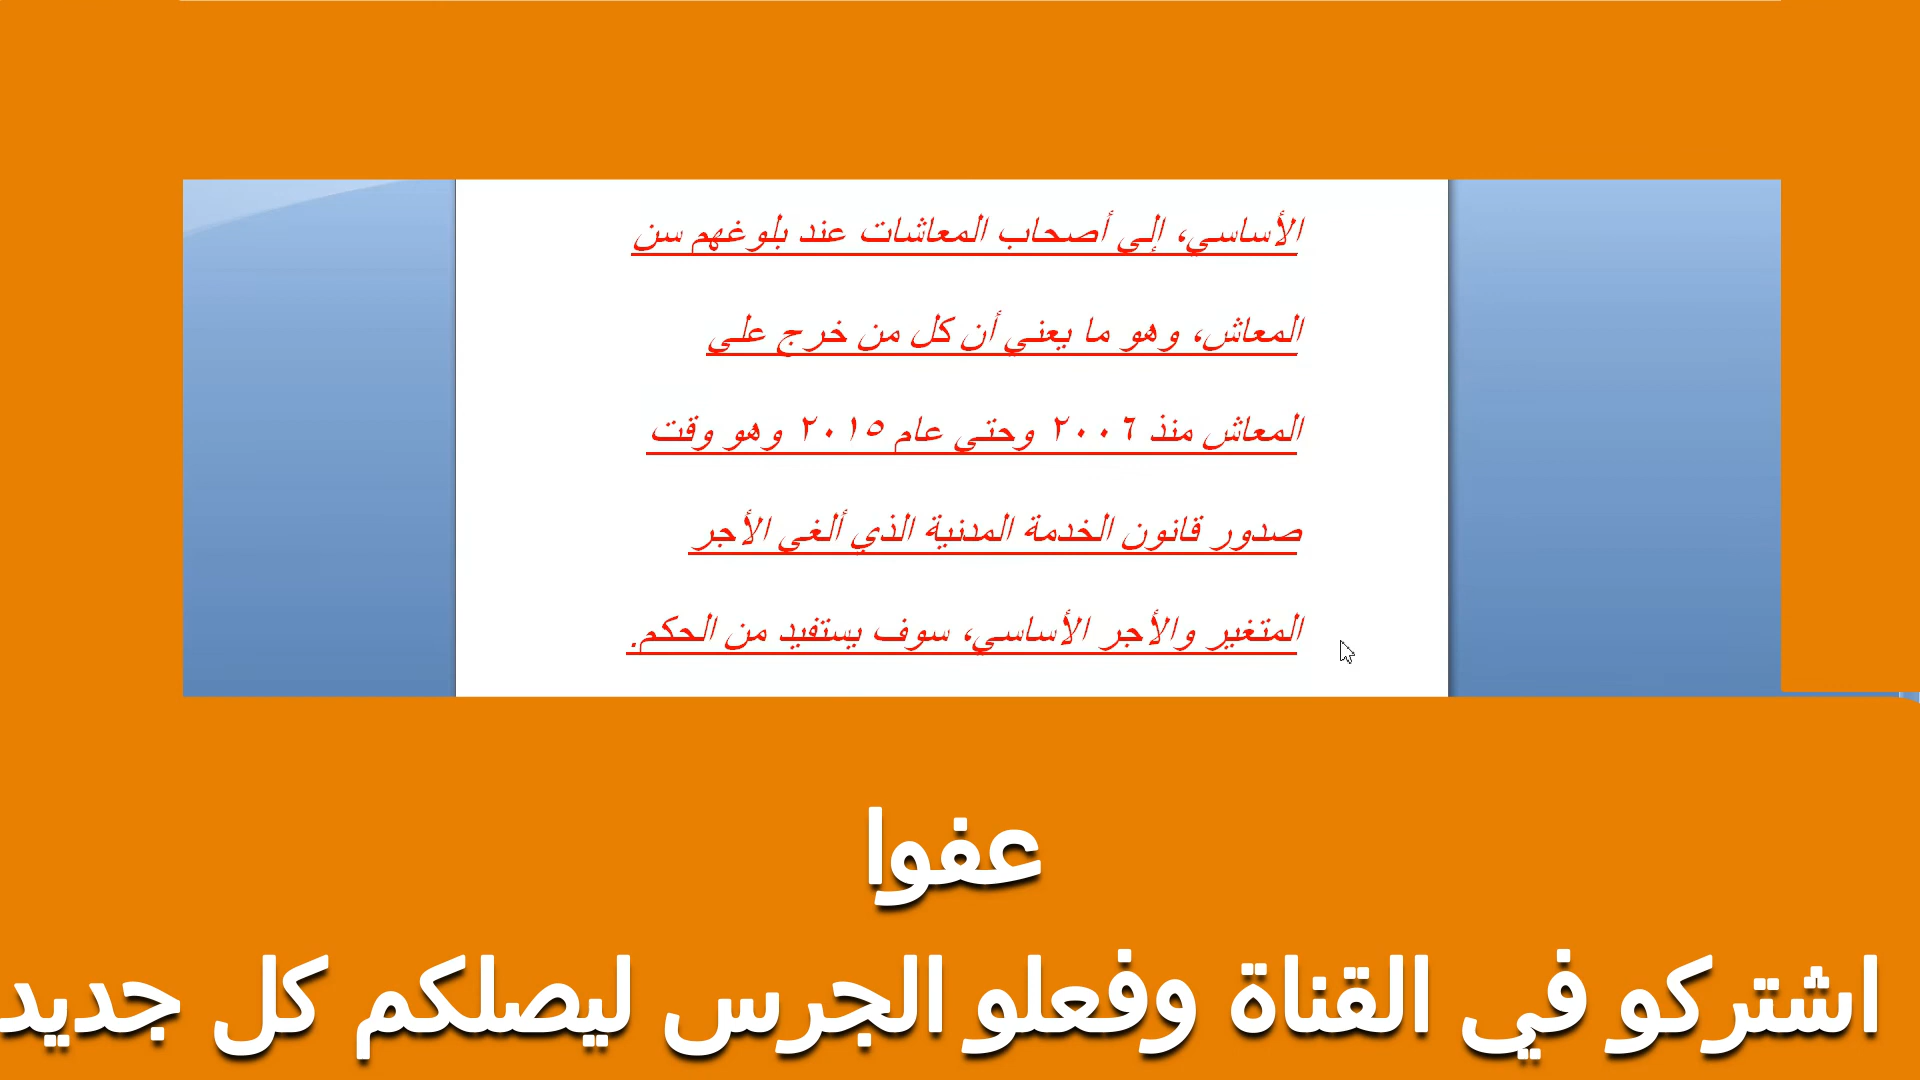 الأساسي، إلى أصحاب المعاشات عند بلوغهم سن
المعاش، وهو ما يعني أن كل من خرج على
المعاش منذ ٢٠٠٦ وحتى عام ٢٠١٥ وهو وقت
صدور قانون الخدمة المدنية الذي ألغى الأجر
المتغير والأجر الأساسي، سوف يستفيد من الحكم.
عفوا
اشتركو في القناة وفعلو الجرس ليصلكم كل جديد